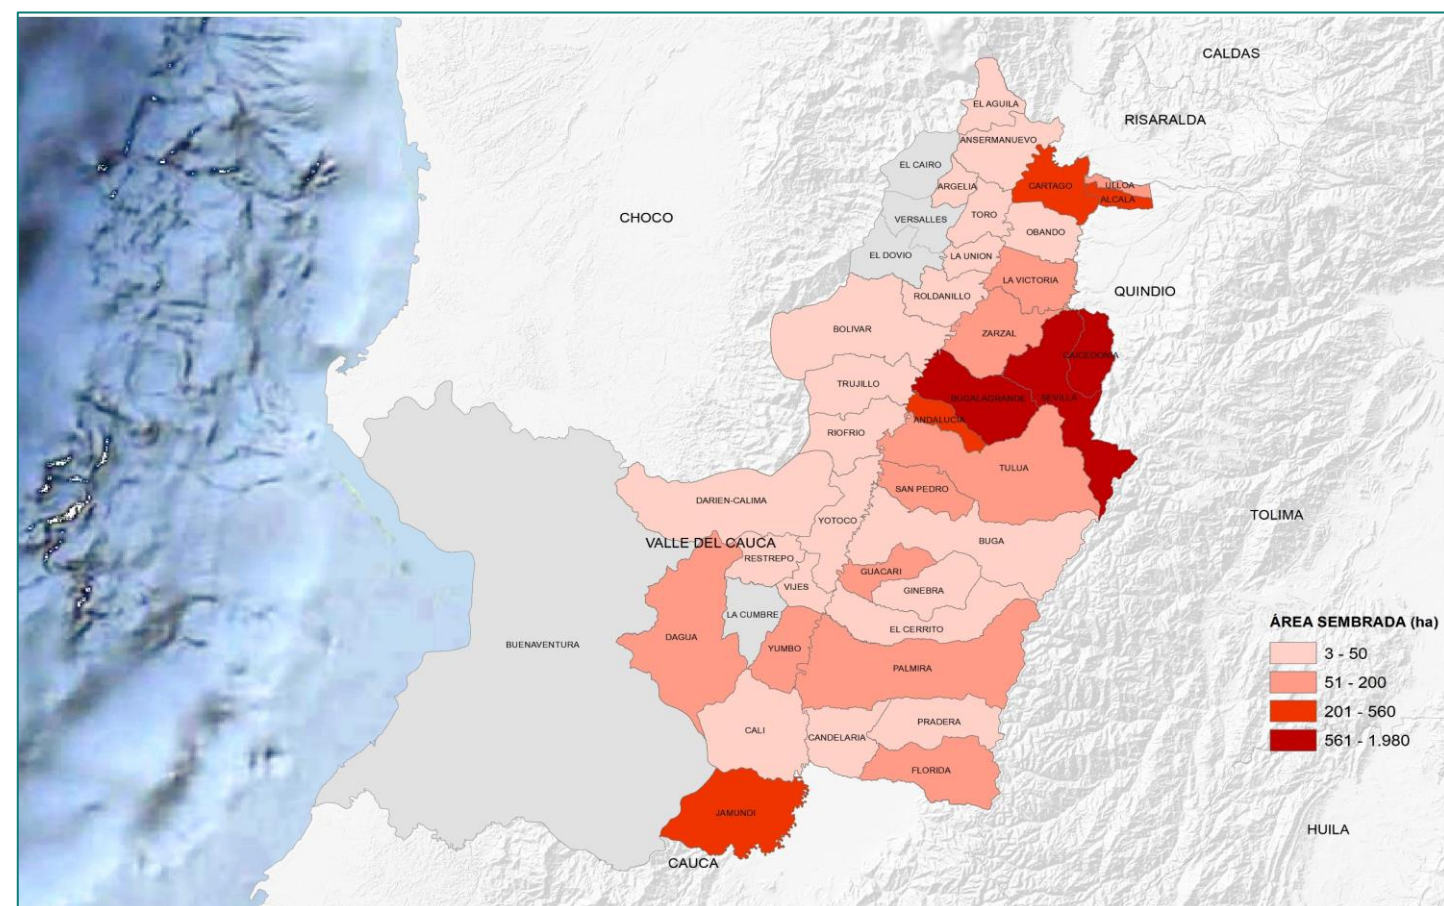 CALDAS
EL AGUILA
RISARALDA
ANSERMANUEVO
EL CAIRO
ARGELIA
CARTAGO
ULLOA
ALCALA
CHOCO
VERSALLES
TORO
OBANDO
EL DOVIO
LA UNION
LA VICTORIA
QUINDIO
ROLDANILLO
BOLIVAR
ZARZAL
CAICEDONIA
TRUJILLO
BUGALAGRANDE
SEVILLA
ANDALUCIA
RIOFRIO
TULUA
SAN PEDRO
DARIEN-CALIMA
TOLIMA
YOTOCO
VALLE DEL CAUCA
BUGA
RESTREPO
GUACARI
VIJES
GINEBRA
LA CUMBRE
EL CERRITO
BUENAVENTURA
DAGUA
YUMBO
PALMIRA
CALI
CANDELARIA
PRADERA
FLORIDA
JAMUNDI
CAUCA
HUILA
ÁREA SEMBRADA (ha)
3 - 50
51 - 200
201 - 560
561 - 1.980